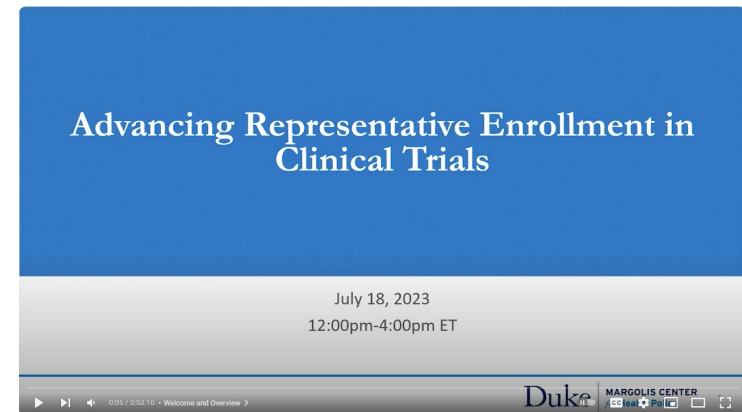 Advancing Representative Enrollment in
Clinical Trials
July 18, 2023
12:00pm-4:00pm ET
Duke MARGOLIS CENTER
0:05 / 3:53:10 • Welcome and Overview >
CC